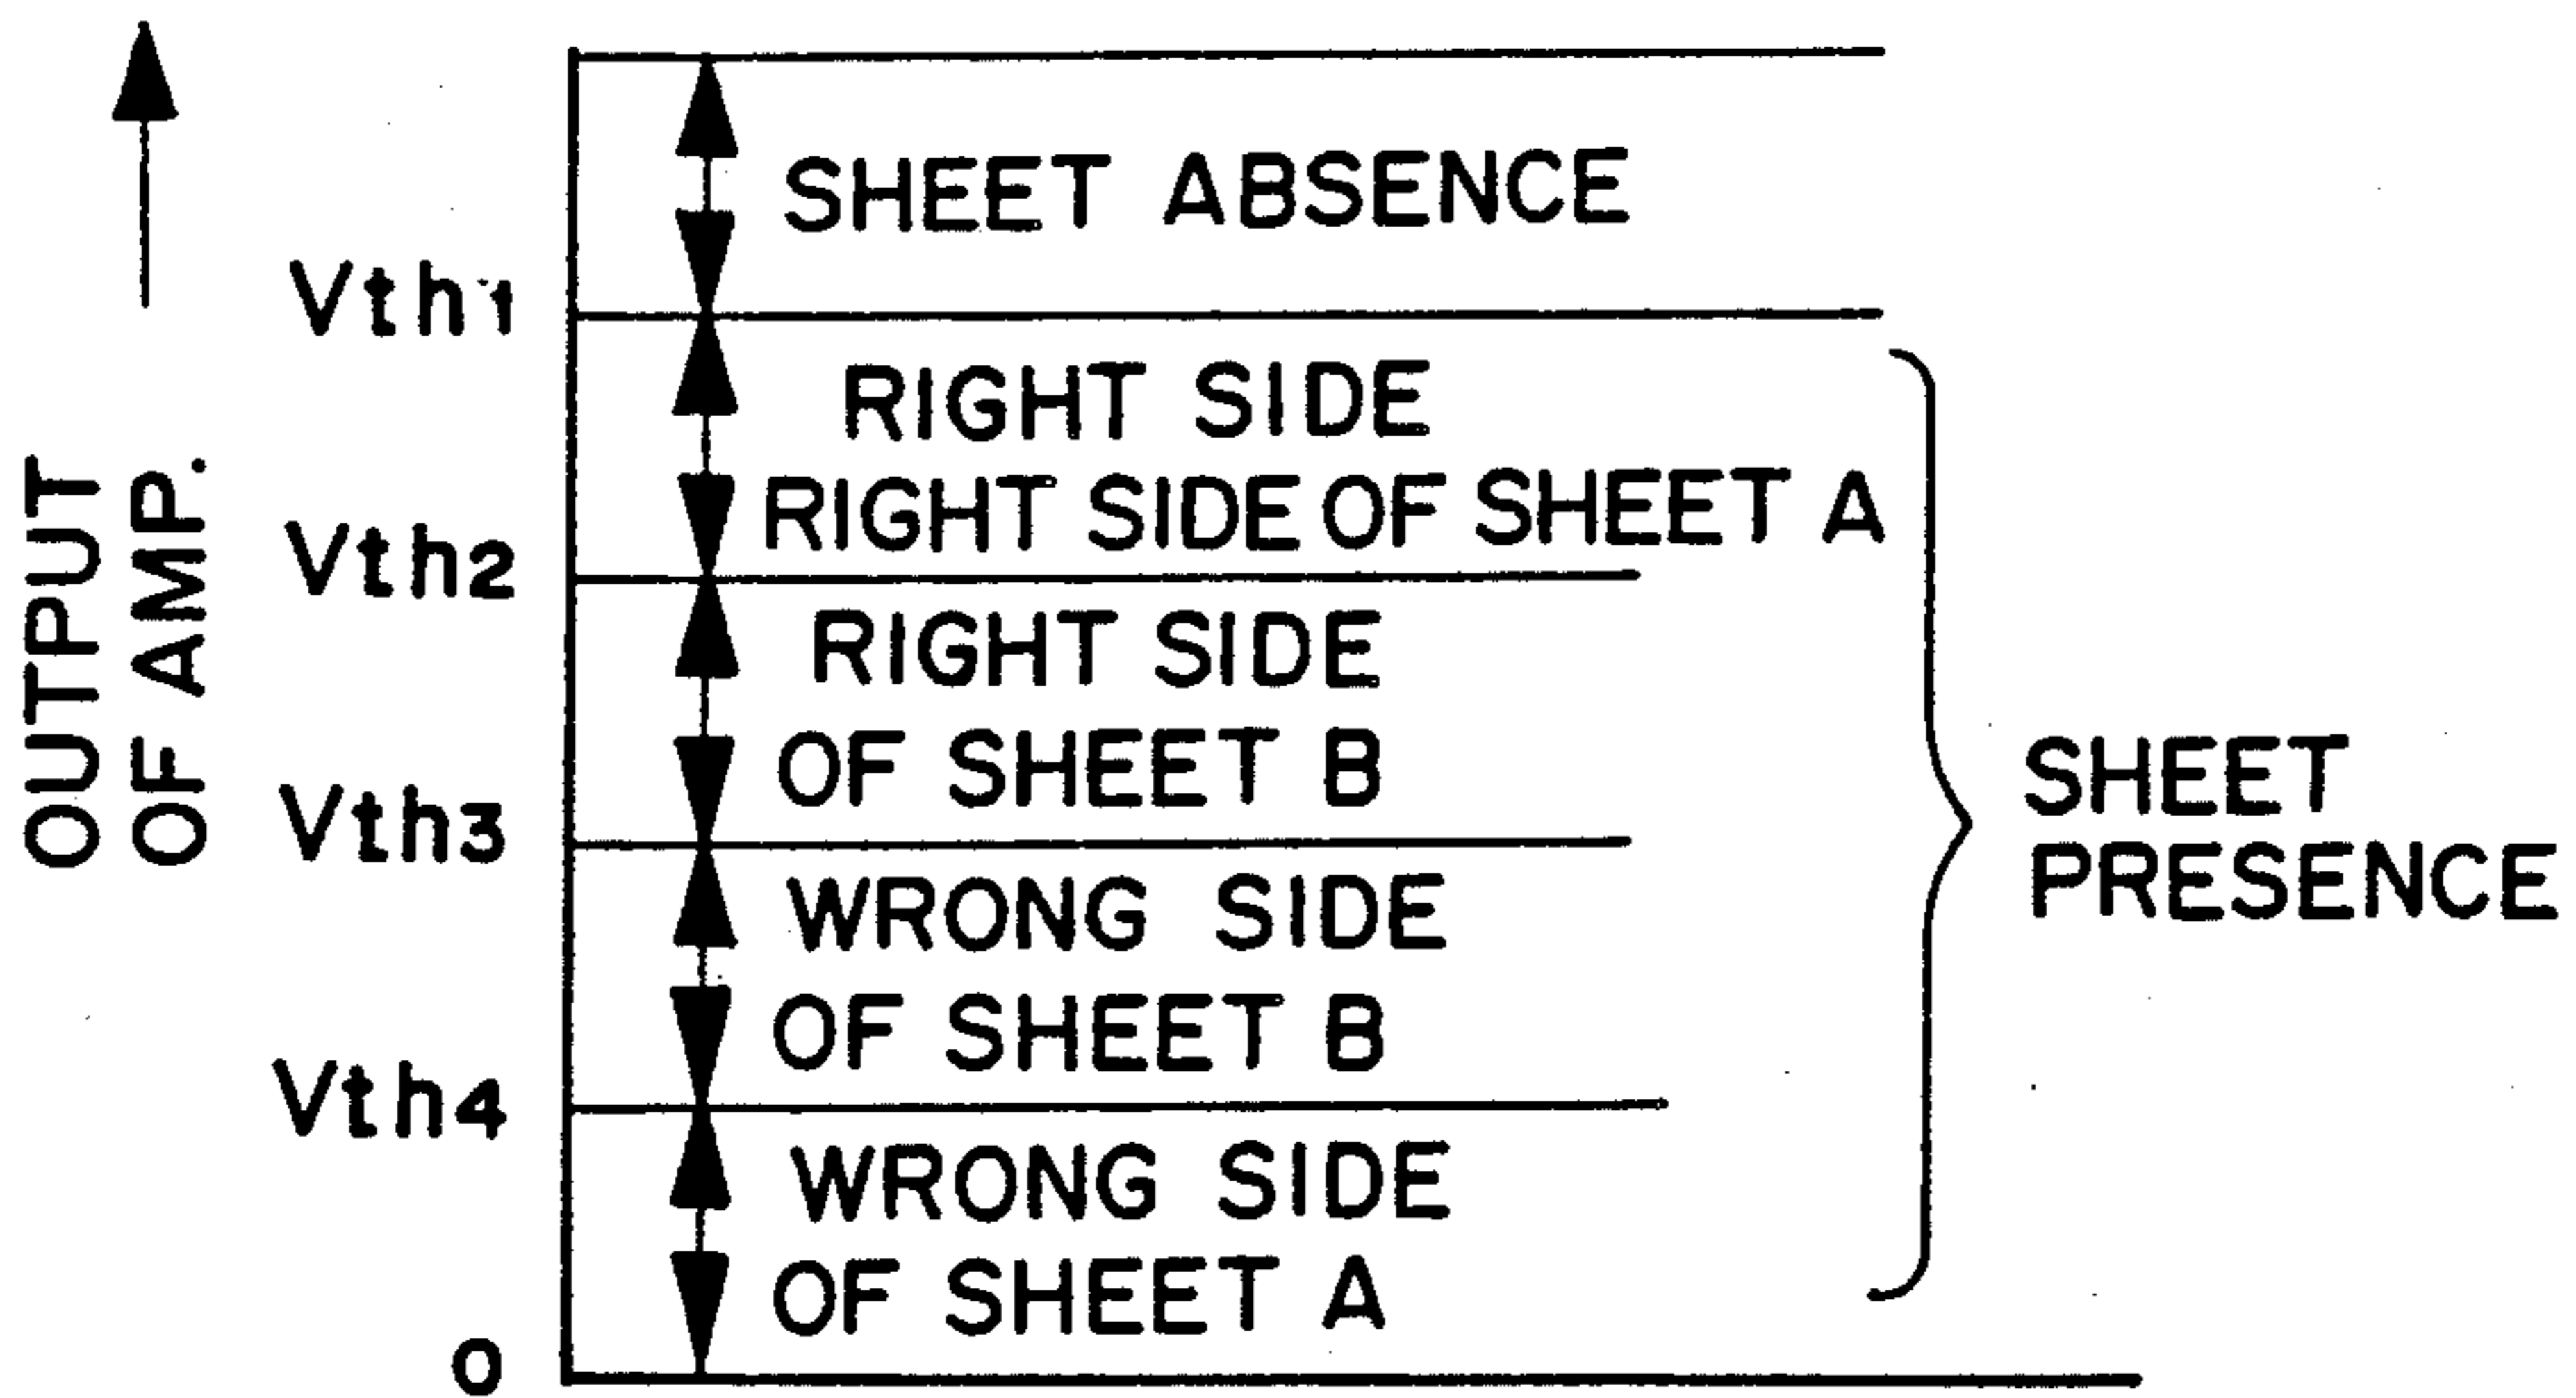 OUTPUT
OF AMP.
SHEET ABSENCE
Vth1
RIGHT SIDE
RIGHT SIDE OF SHEET A
Vth2
RIGHT SIDE
OF SHEET B
Vth3
WRONG SIDE
OF SHEET B
Vth4
WRONG SIDE
OF SHEET A
0
SHEET
PRESENCE